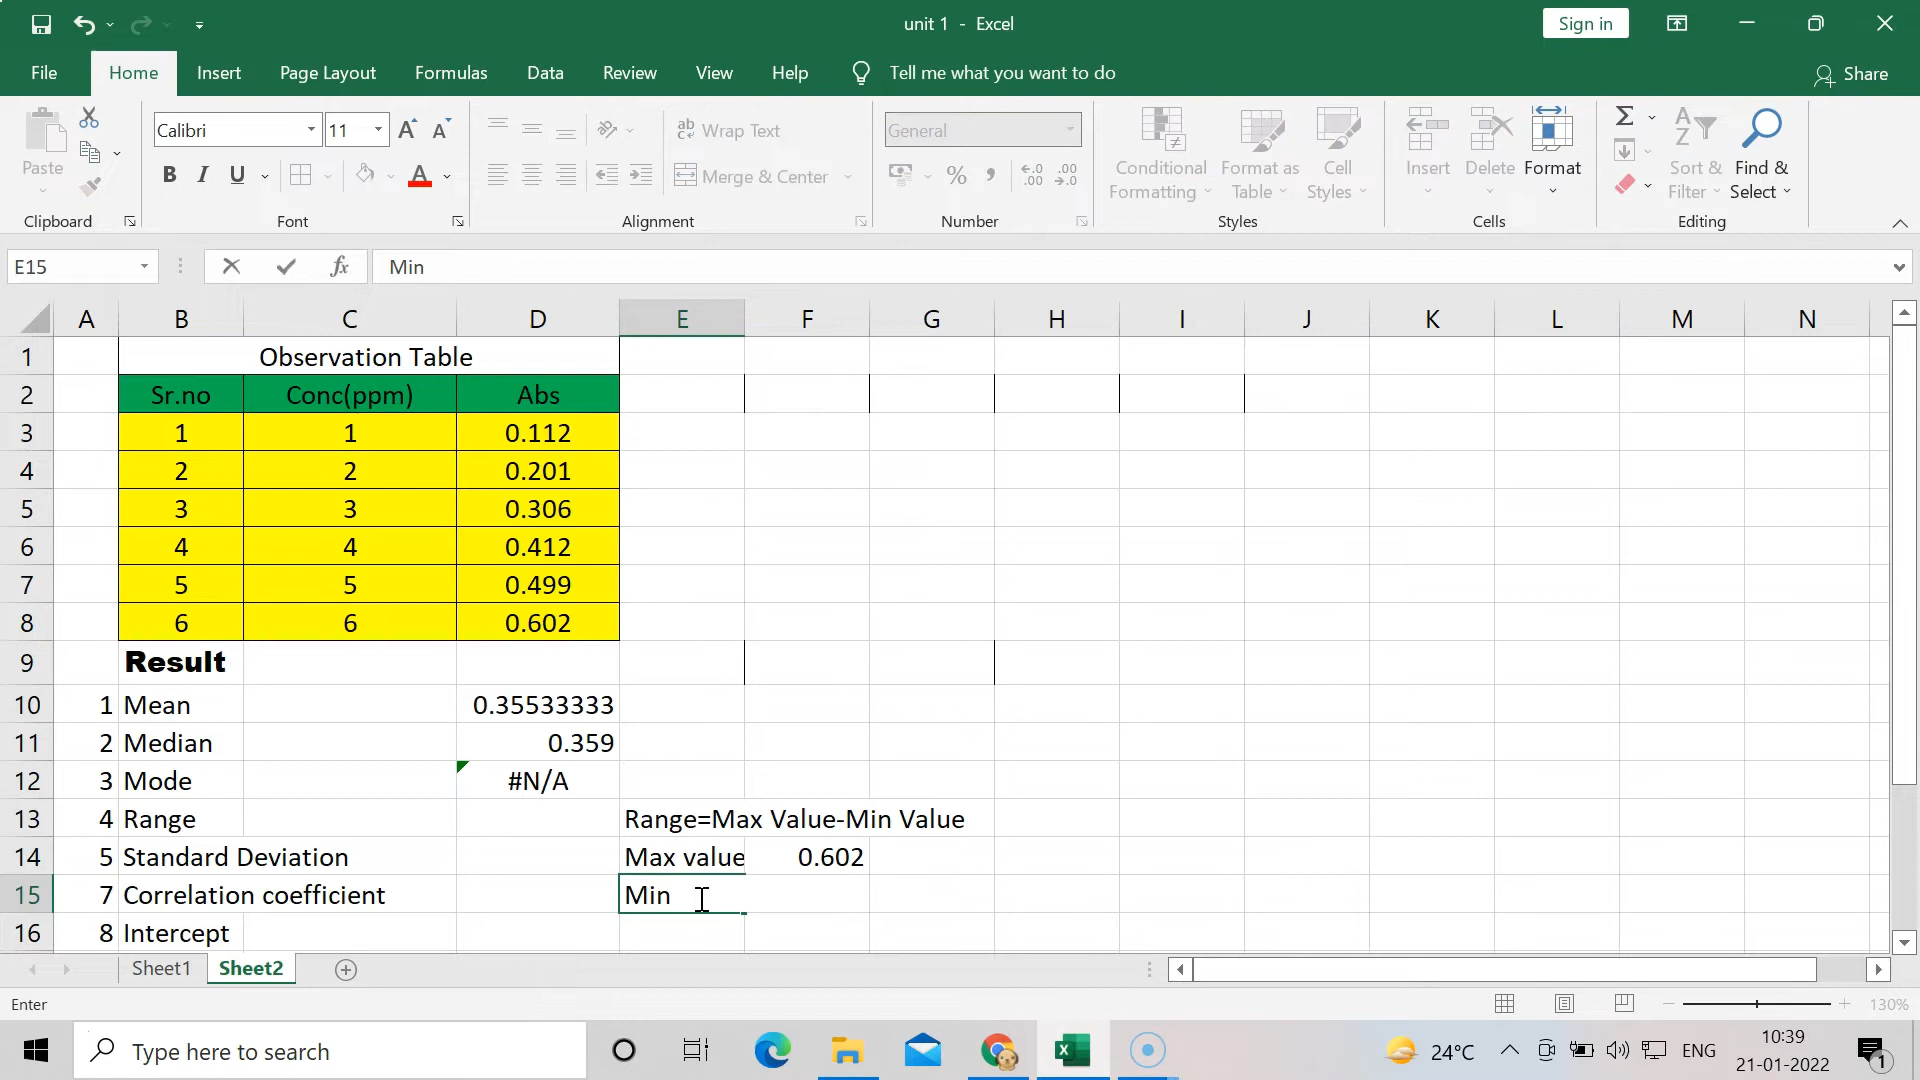 unit 1 - Excel
Sign in
File Home Insert Page Layout Formulas Data Review View Help Tell me what you want to do Share
Calibri 11 Wrap Text General
Paste Conditional Format as Cell Insert Delete Format Sort & Find &
B I U Merge & Center % Formatting Table Styles Filter Select
Clipboard Font Alignment Number Styles Cells Editing
E15 fx Min
A B C D E F G H I J K L M N
1 Observation Table
2 Sr.no Conc(ppm) Abs
3 1 1 0.112
4 2 2 0.201
5 3 3 0.306
6 4 4 0.412
7 5 5 0.499
8 6 6 0.602
9 Result
10 1 Mean 0.35533333
11 2 Median 0.359
12 3 Mode #N/A
13 4 Range Range=Max Value-Min Value
14 5 Standard Deviation Max value 0.602
15 7 Correlation coefficient Min
16 8 Intercept
Sheet1 Sheet2
Enter 130%
Type here to search 24°C ENG 10:39
21-01-2022 1